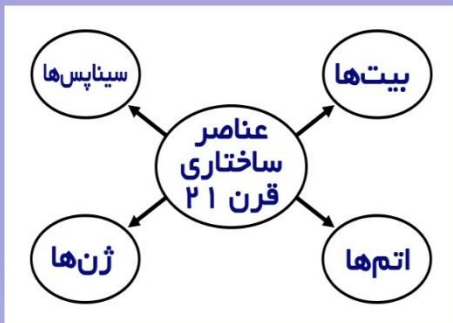 بیت‌ها
سیناپس‌ها
عناصر
ساختاری
قرن ۲۱
اتم‌ها
ژن‌ها